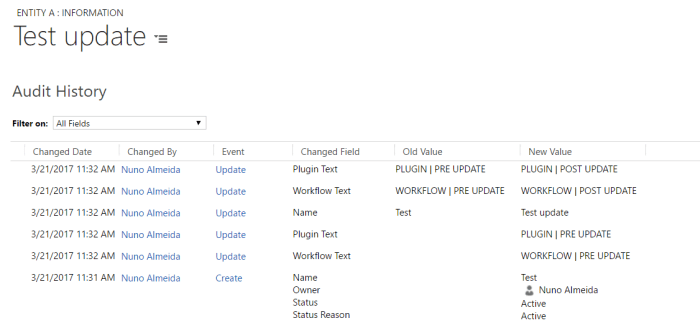 ENTITY A : INFORMATION
Test update
Audit History
Filter on: All Fields
Changed Date Changed By Event Changed Field Old Value New Value
3/21/2017 11:32 AM Nuno Almeida Update Plugin Text PLUGIN | PRE UPDATE PLUGIN | POST UPDATE
3/21/2017 11:32 AM Nuno Almeida Update Workflow Text WORKFLOW | PRE UPDATE WORKFLOW | POST UPDATE
3/21/2017 11:32 AM Nuno Almeida Update Name Test Test update
3/21/2017 11:32 AM Nuno Almeida Update Plugin Text PLUGIN | PRE UPDATE
3/21/2017 11:32 AM Nuno Almeida Update Workflow Text WORKFLOW | PRE UPDATE
3/21/2017 11:31 AM Nuno Almeida Create Name Test
Owner Nuno Almeida
Status Active
Status Reason Active